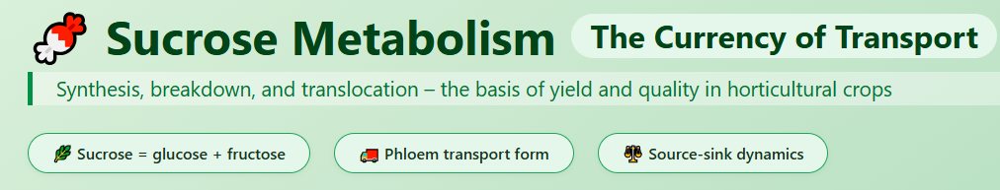 Sucrose Metabolism The Currency of Transport
Synthesis, breakdown, and translocation – the basis of yield and quality in horticultural crops
Sucrose = glucose + fructose Phloem transport form Source-sink dynamics